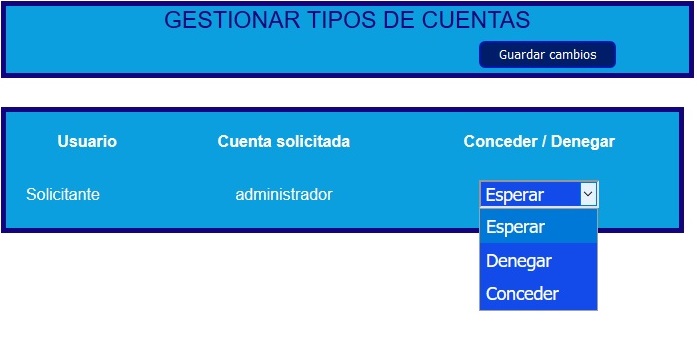 GESTIONAR TIPOS DE CUENTAS
Guardar cambios
Usuario Cuenta solicitada Conceder / Denegar
Solicitante administrador Esperar
Esperar
Denegar
Conceder